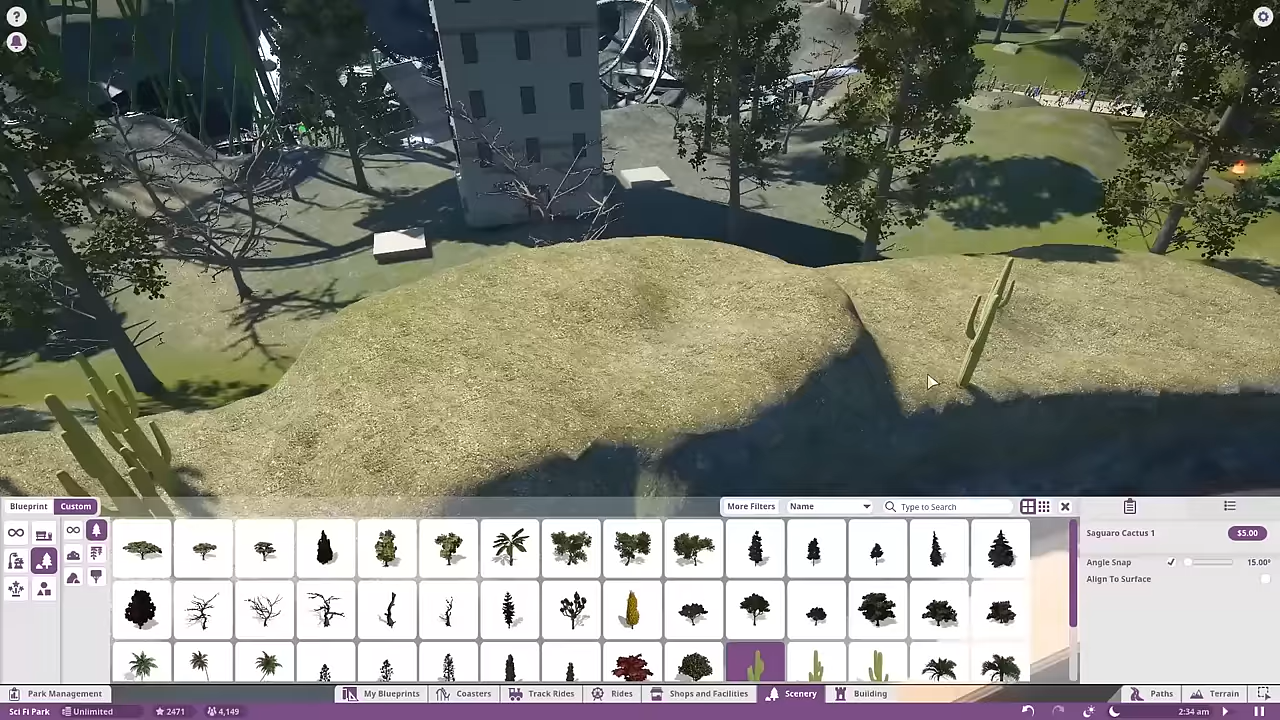 ?
Blueprint Custom More Filters Name Type to Search
Saguaro Cactus 1 $5.00
Angle Snap 15.00°
Align To Surface
Park Management My Blueprints Coasters Track Rides Rides Shops and Facilities Scenery Building Paths Terrain
Sci Fi Park Unlimited 2471 4,149 2:34 am